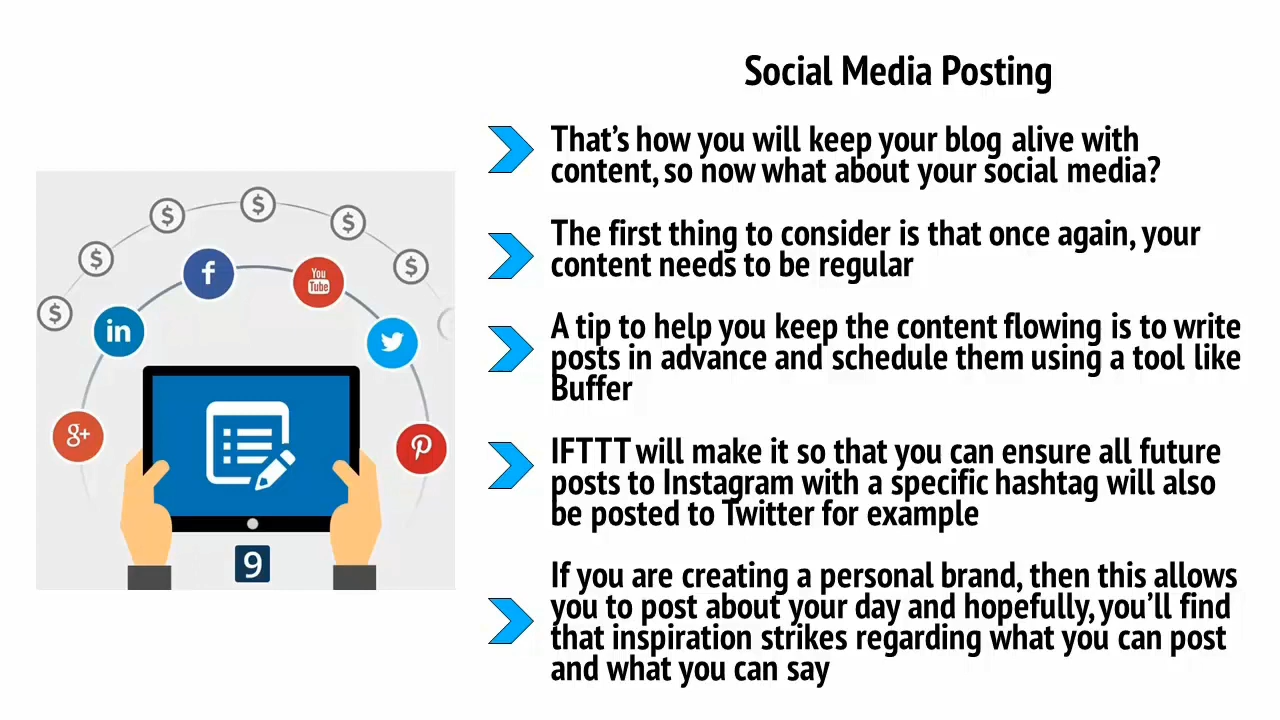 Social Media Posting
That's how you will keep your blog alive with
content, so now what about your social media?
The first thing to consider is that once again, your
content needs to be regular
A tip to help you keep the content flowing is to write
posts in advance and schedule them using a tool like
Buffer
IFTTT will make it so that you can ensure all future
posts to Instagram with a specific hashtag will also
be posted to Twitter for example
If you are creating a personal brand, then this allows
you to post about your day and hopefully, you'll find
that inspiration strikes regarding what you can post
and what you can say
$ $ $ $ $ $
f
You
Tube
in
g+
9